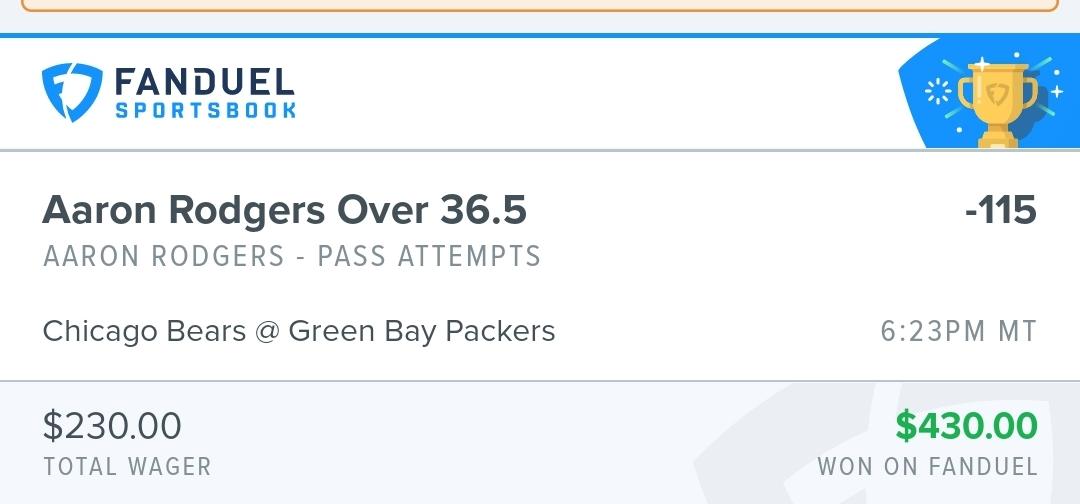 FANDUEL
SPORTSBOOK
Aaron Rodgers Over 36.5 -115
AARON RODGERS - PASS ATTEMPTS
Chicago Bears @ Green Bay Packers 6:23PM MT
$230.00 $430.00
TOTAL WAGER WON ON FANDUEL